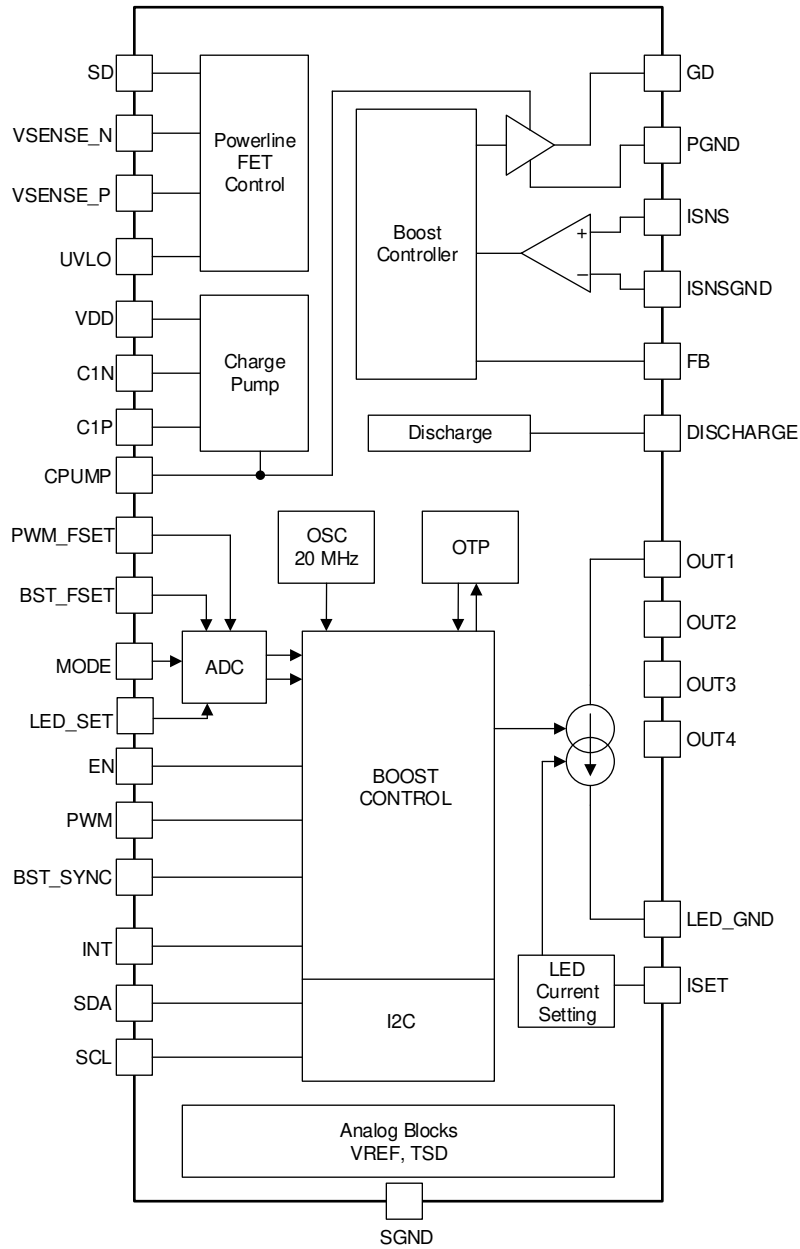 SD
VSENSE_N
VSENSE_P
UVLO
Powerline
FET
Control
VDD
C1N
C1P
CPUMP
Charge
Pump
Boost
Controller
+
−
GD
PGND
ISNS
ISNSGND
FB
Discharge
DISCHARGE
PWM_FSET
BST_FSET
MODE
LED_SET
ADC
OSC
20 MHz
OTP
OUT1
OUT2
OUT3
OUT4
EN
PWM
BST_SYNC
INT
SDA
SCL
BOOST
CONTROL
I2C
LED_GND
LED
Current
Setting
ISET
Analog Blocks
VREF, TSD
SGND